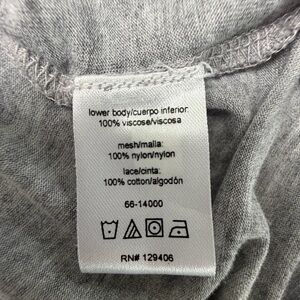 lower body/cuerpo inferior:
100% viscose/viscosa
mesh/malla:
100% nylon/nylon
lace/cinta:
100% cotton/algodón
66-14000
RN# 129406